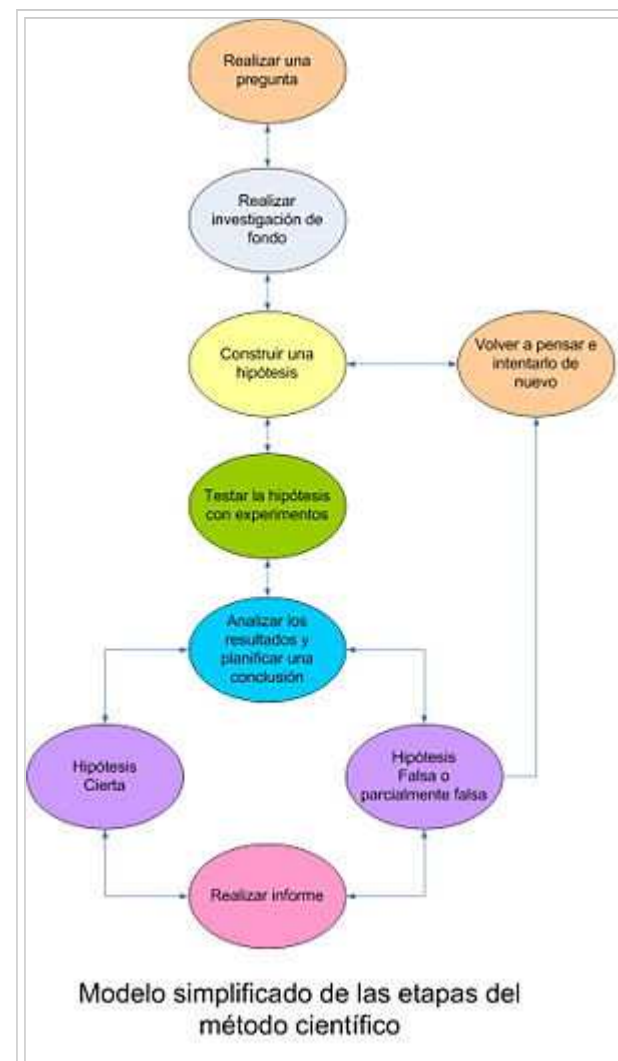 Realizar una
pregunta
Realizar
investigación de
fondo
Construir una
hipótesis
Volver a pensar e
intentarlo de
nuevo
Testar la hipótesis
con experimentos
Analizar los
resultados y
planificar una
conclusión
Hipótesis
Cierta
Hipótesis
Falsa o
parcialmente falsa
Realizar informe
Modelo simplificado de las etapas del
método científico